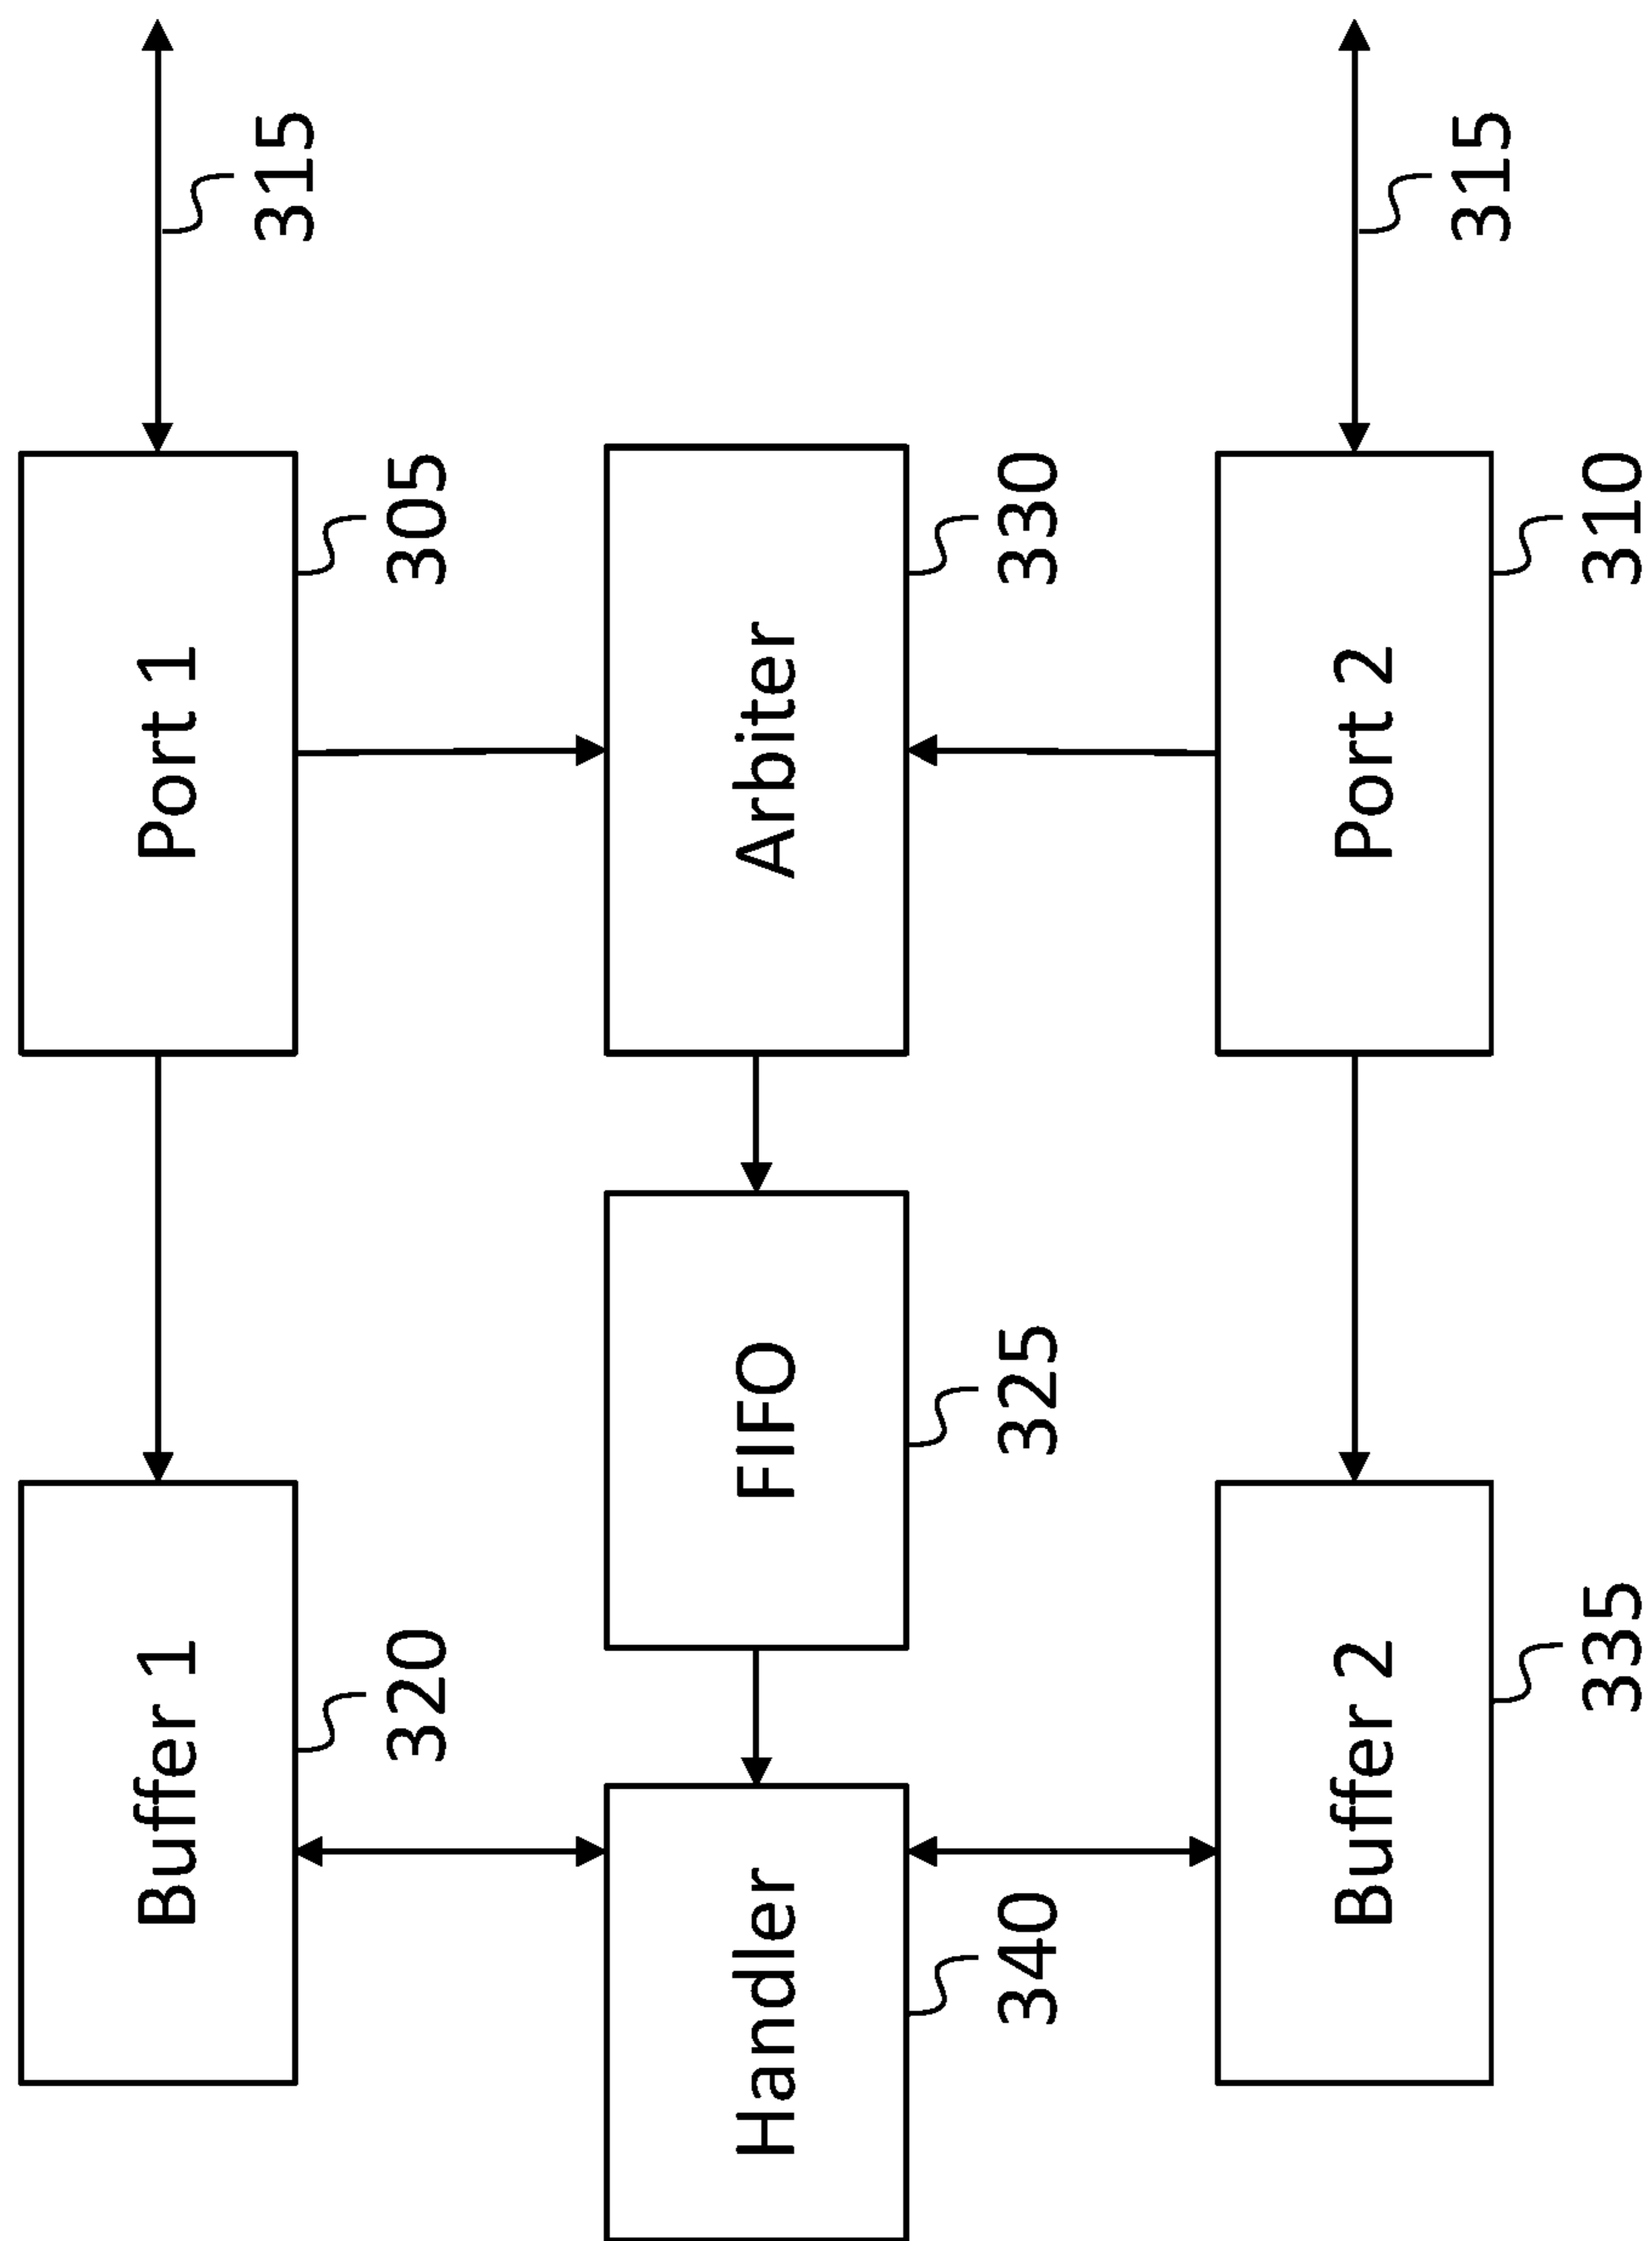 Buffer 1
Port 1
315
320
305
Handler
FIFO
Arbiter
340
325
330
Buffer 2
Port 2
315
335
310